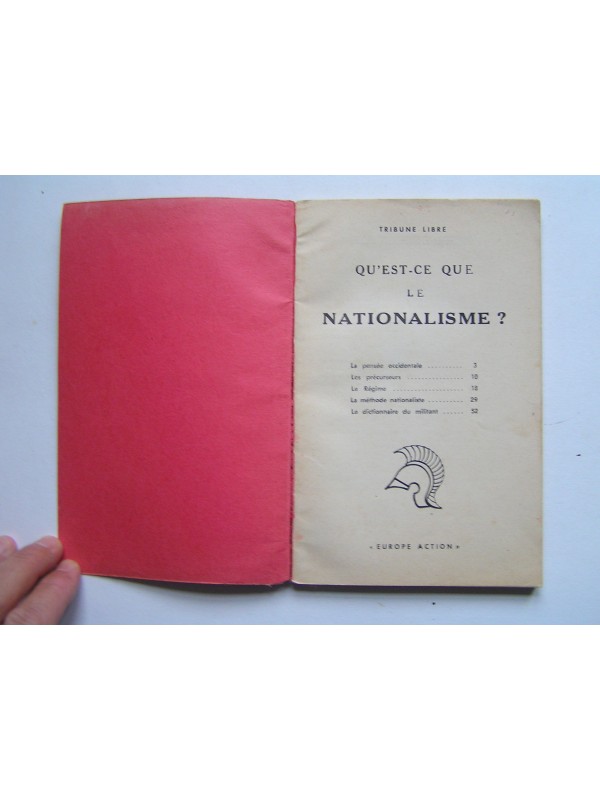 TRIBUNE LIBRE
QU'EST-CE QUE
LE
NATIONALISME ?
La pensée occidentale .......... 3
Les précurseurs ................ 10
Le Régime .................... 18
La méthode nationaliste .......... 29
Le dictionnaire du militant ...... 52
« EUROPE ACTION »